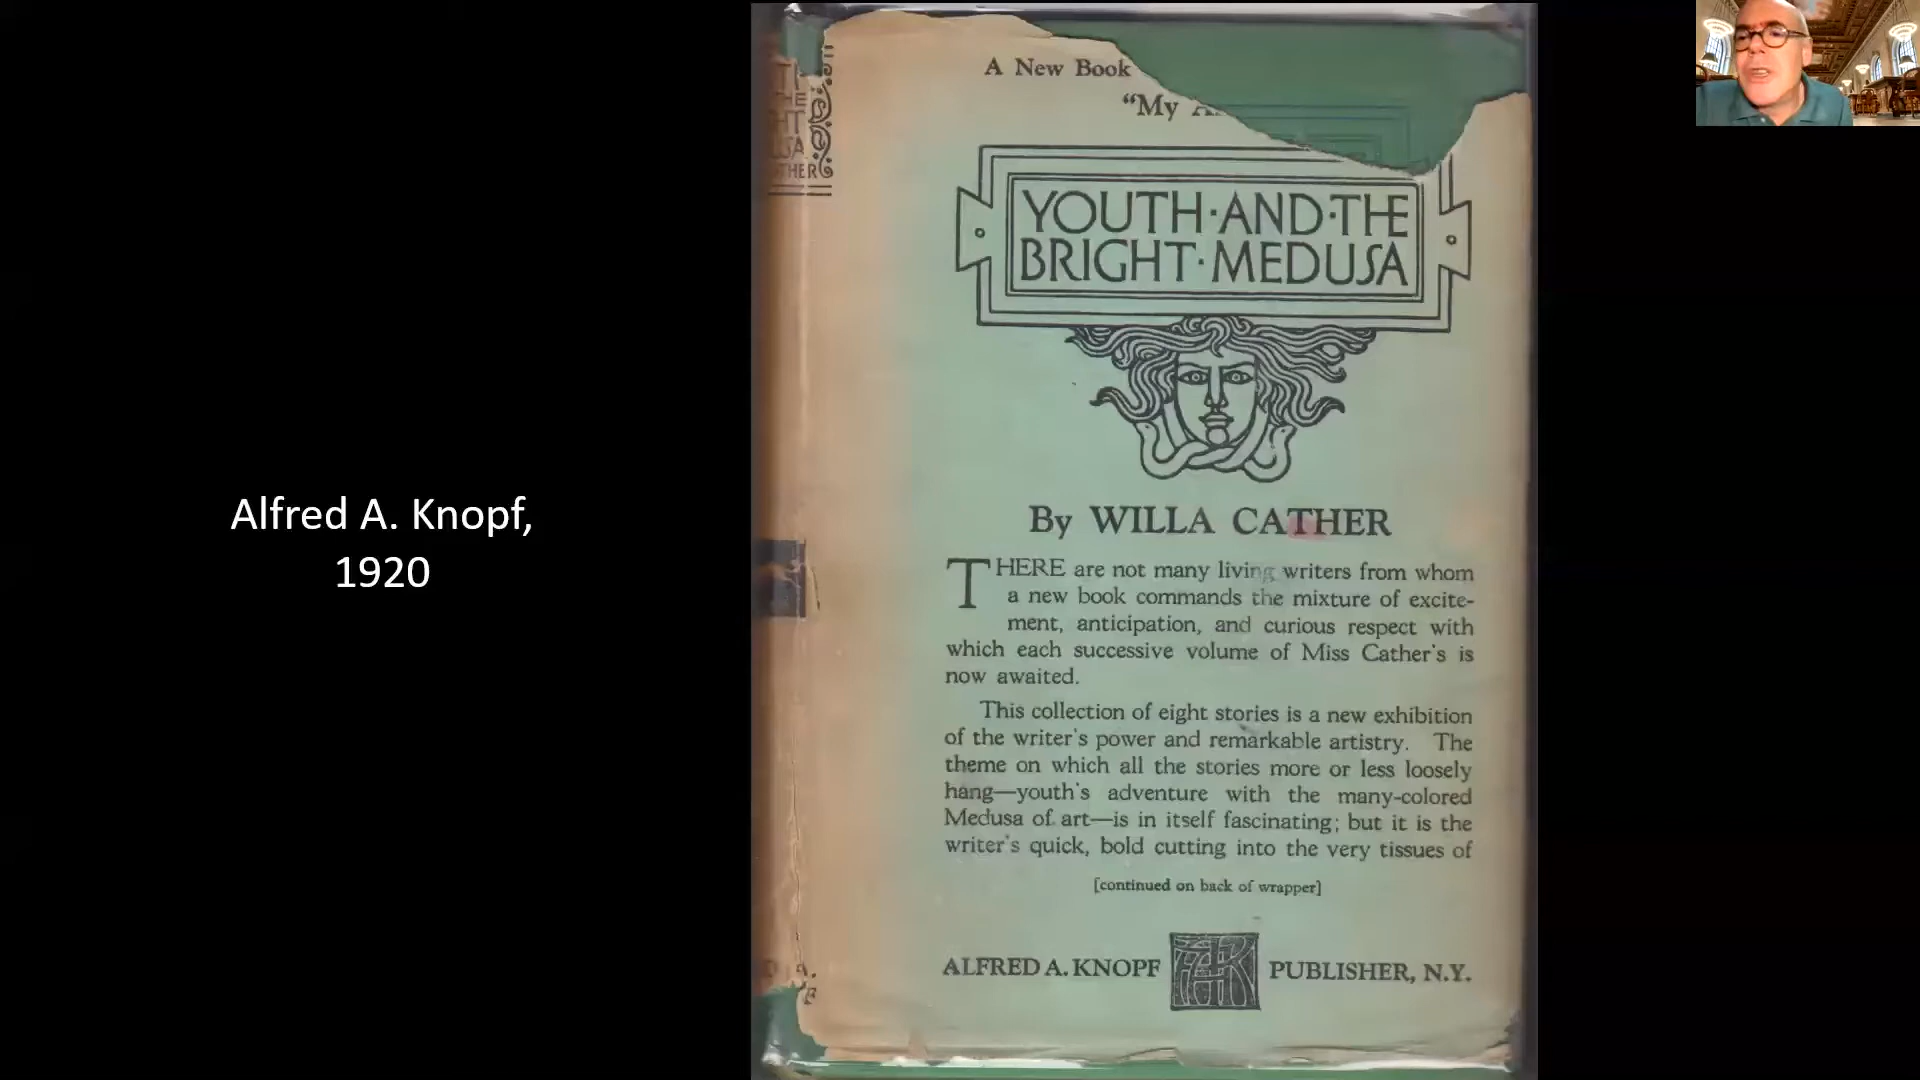 Alfred A. Knopf,
1920
A New Book
"My
YOUTH·AND·THE
BRIGHT·MEDUSA
By WILLA CATHER
THERE are not many living writers from whom
a new book commands the mixture of excite-
ment, anticipation, and curious respect with
which each successive volume of Miss Cather's is
now awaited.
This collection of eight stories is a new exhibition
of the writer's power and remarkable artistry. The
theme on which all the stories more or less loosely
hang—youth's adventure with the many-colored
Medusa of art—is in itself fascinating; but it is the
writer's quick, bold cutting into the very tissues of
[continued on back of wrapper]
ALFRED A. KNOPF PUBLISHER, N.Y.